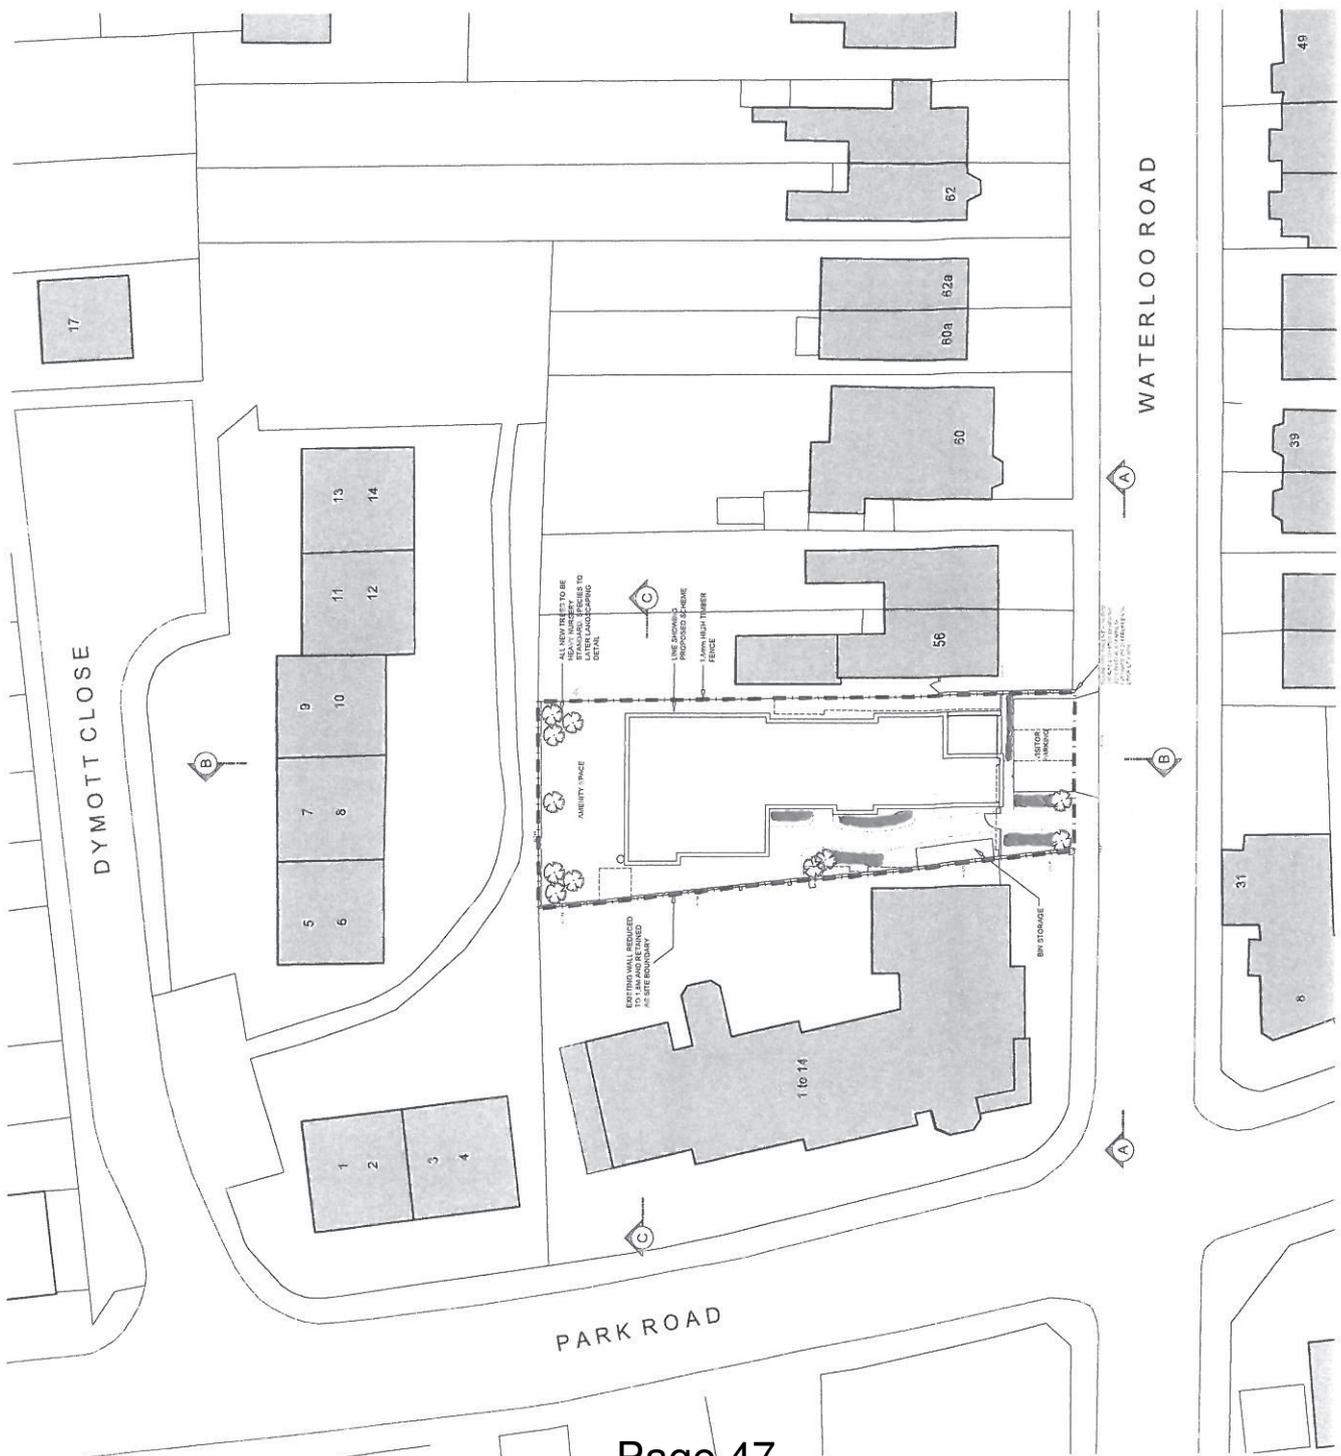 49
62
WATERLOO ROAD
17
62a
60a
60
39
13
14
11
12
ALL NEW TREES TO BE
HEAVY NURSERY
STANDARD. SPECIES TO
LATER LANDSCAPING
DETAIL
C
LINE SHOWING
PROPOSED SCHEME
1.8mm HIGH TIMBER
FENCE
56
A
DYMOTT CLOSE
9
10
B
7
8
AMENITY SPACE
VISITOR
PARKING
B
5
6
EXISTING WALL REDUCED
TO 1.8M AND RETAINED
AS SITE BOUNDARY
BIN STORAGE
31
8
1 to 14
1
2
3
4
A
C
PARK ROAD
Page 47